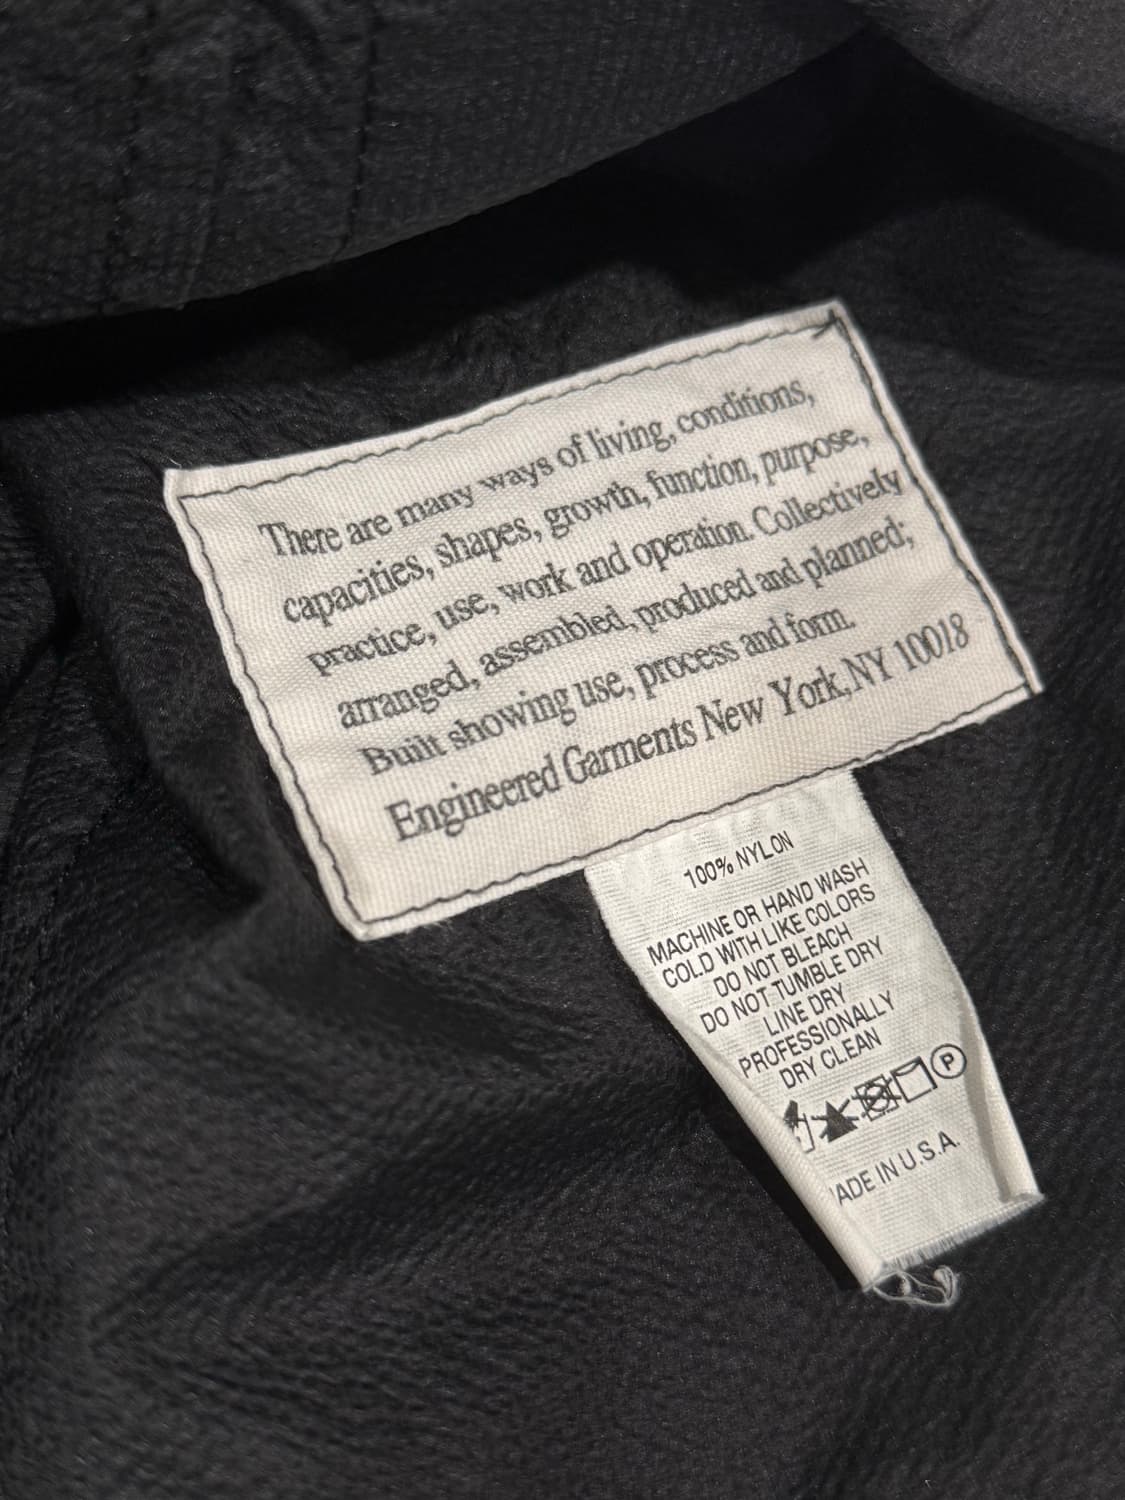 There are many ways of living, conditions,
capacities, shapes, growth, function, purpose,
practice, use, work and operation. Collectively
arranged, assembled, produced and planned;
Built showing use, process and form.
Engineered Garments New York, NY 10018
100% NYLON
MACHINE OR HAND WASH
COLD WITH LIKE COLORS
DO NOT BLEACH
DO NOT TUMBLE DRY
LINE DRY
PROFESSIONALLY
DRY CLEAN
P
ADE IN U.S.A.